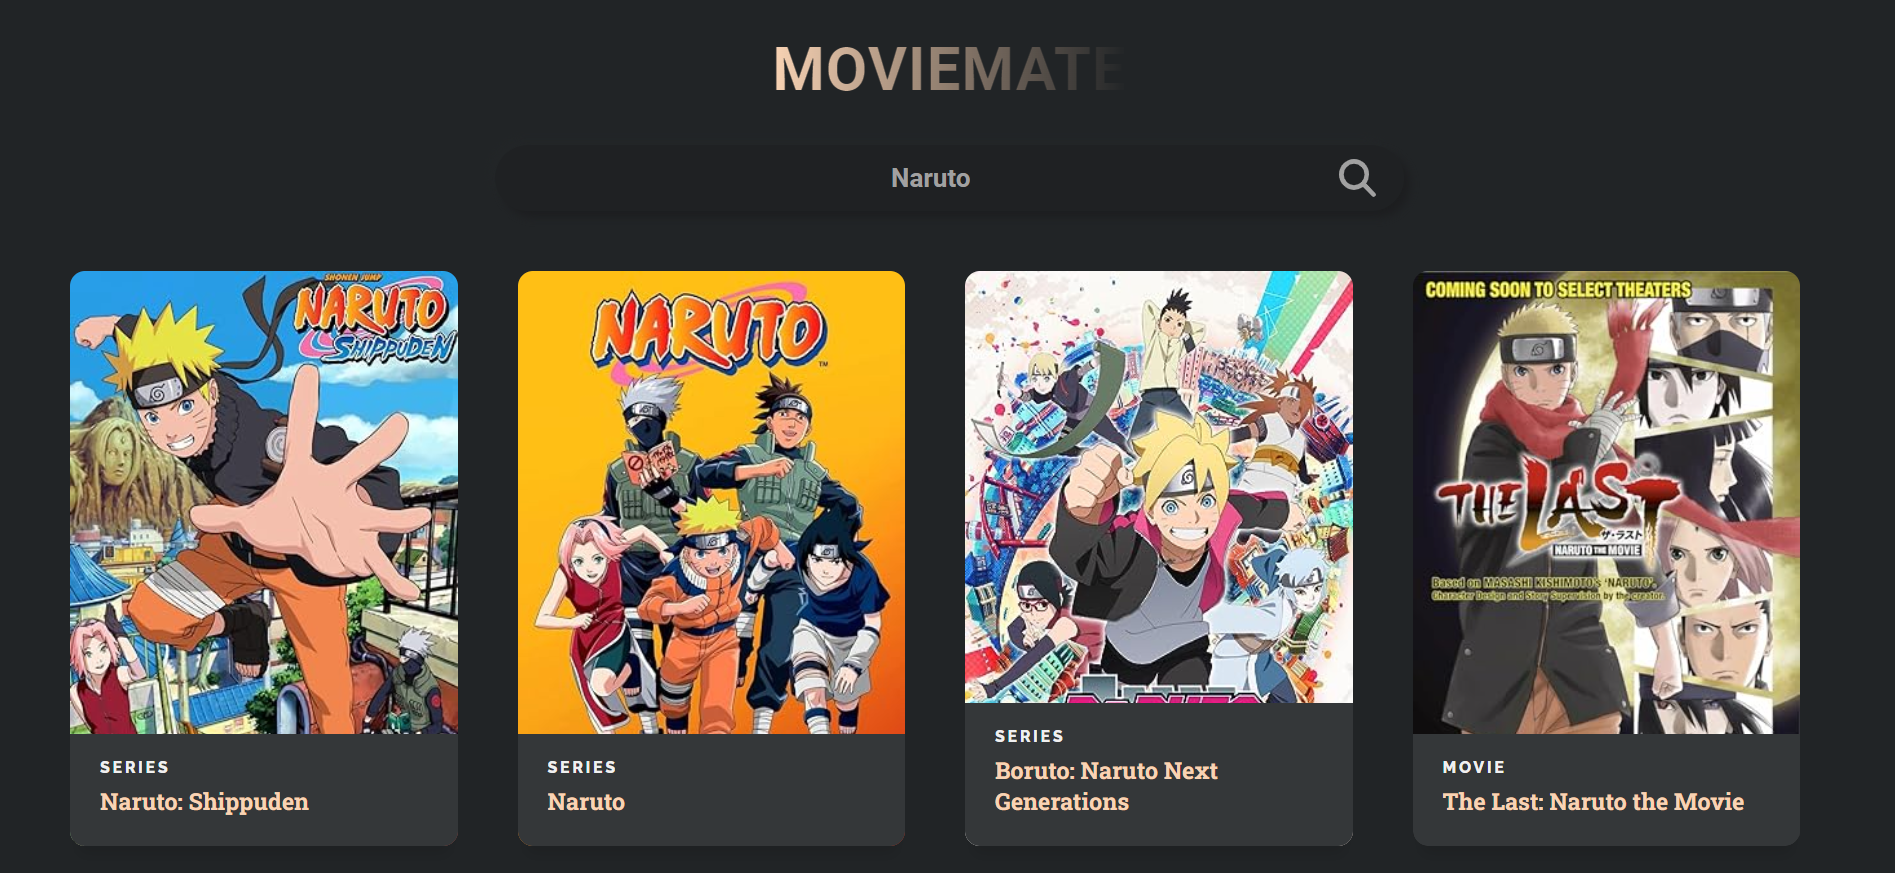 MOVIEMATE
Naruto
SHONEN JUMP
NARUTO
SHIPPUDEN
SERIES
Naruto: Shippuden
NARUTO
TM
SERIES
Naruto
SERIES
Boruto: Naruto Next
Generations
COMING SOON TO SELECT THEATERS
THE LAST
ザ・ラスト
NARUTO THE MOVIE
Based on MASASHI KISHIMOTO's "NARUTO".
Character Design and Story Supervision by the creator.
MOVIE
The Last: Naruto the Movie